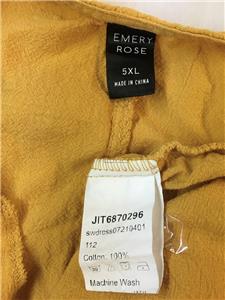 EMERY
ROSE
5XL
MADE IN CHINA
JIT6870296
swdress07210401
112
Cotton, 100%
Machine Wash